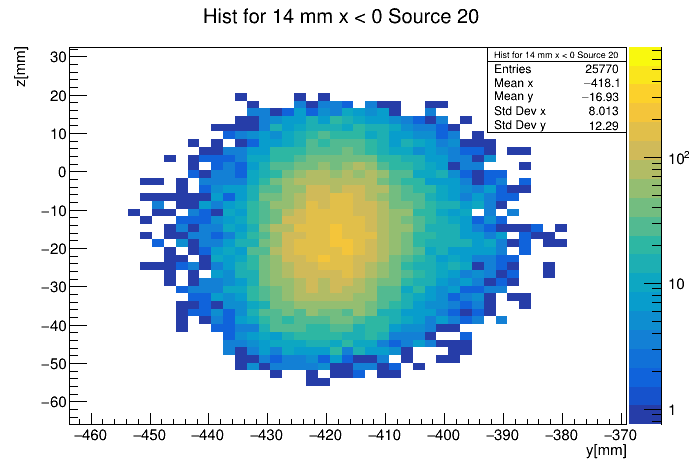 Hist for 14 mm x < 0 Source 20
z[mm]
30
20
10
0
−10
−20
−30
−40
−50
−60
Hist for 14 mm x < 0 Source 20
Entries 25770
Mean x −418.1
Mean y −16.93
Std Dev x 8.013
Std Dev y 12.29
10²
10
1
−460 −450 −440 −430 −420 −410 −400 −390 −380 −370
y[mm]